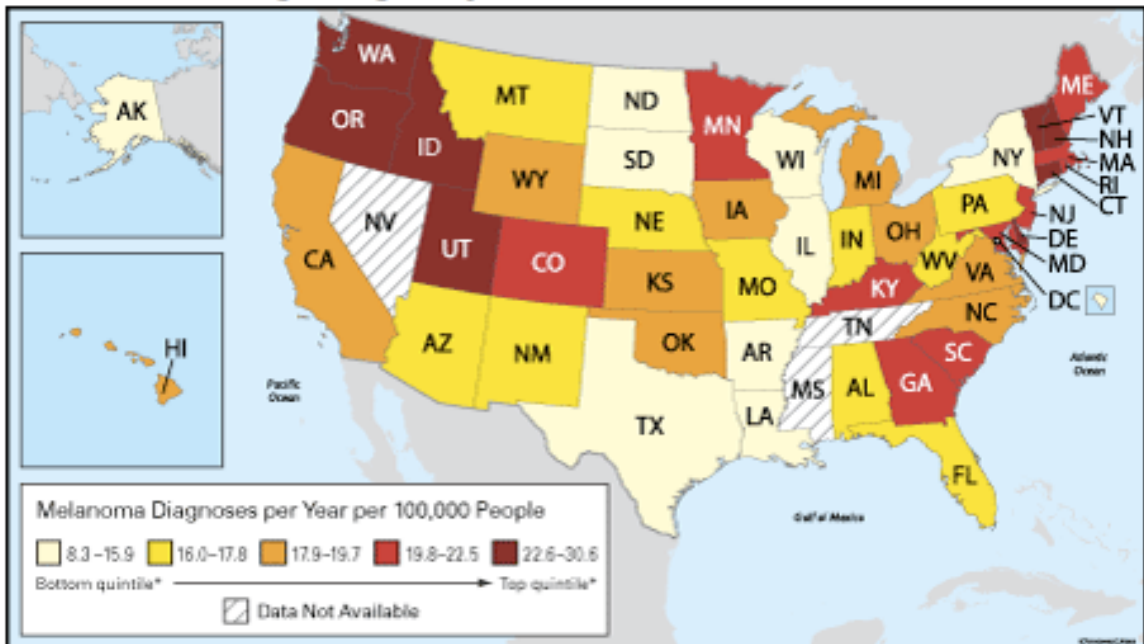 AK
HI
WA
OR
ID
MT
ND
MN
SD
WI
WY
NV
UT
CO
CA
AZ
NM
NE
KS
OK
TX
IA
MO
AR
LA
IL
IN
MI
OH
KY
TN
MS
AL
GA
FL
SC
NC
VA
WV
PA
NY
ME
VT
NH
MA
RI
CT
NJ
DE
MD
DC
Pacific
Ocean
Atlantic
Ocean
Gulf of Mexico
Melanoma Diagnoses per Year per 100,000 People
8.3–15.9 16.0–17.8 17.9–19.7 19.8–22.5 22.6–30.6
Bottom quintile* Top quintile*
Data Not Available